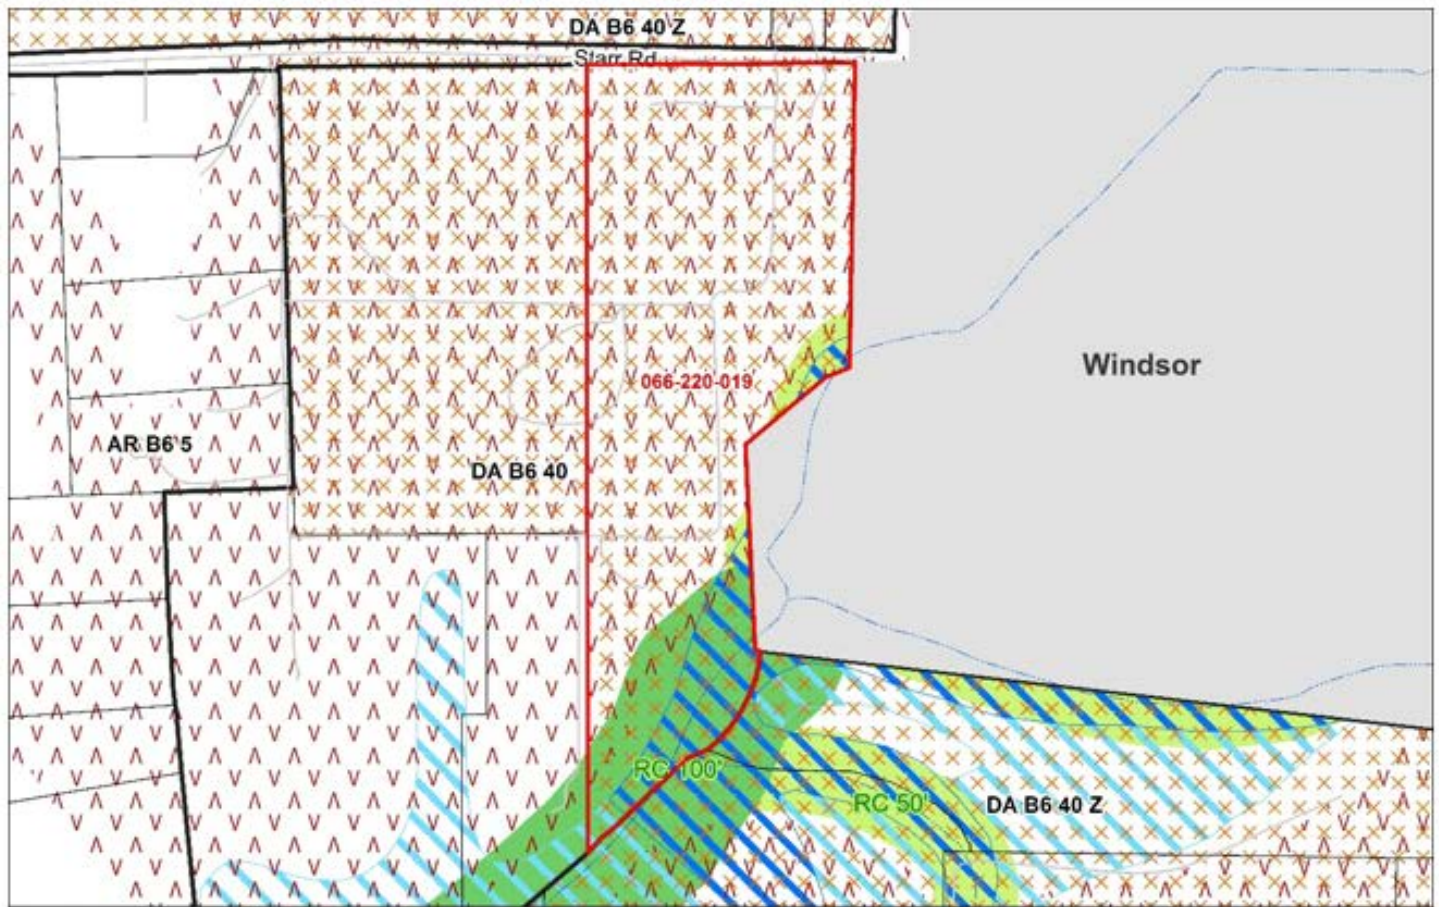 DA B6 40 Z
Starr Rd
Windsor
066-220-019
AR B6 5
DA B6 40
RC 100'
RC 50'
DA B6 40 Z